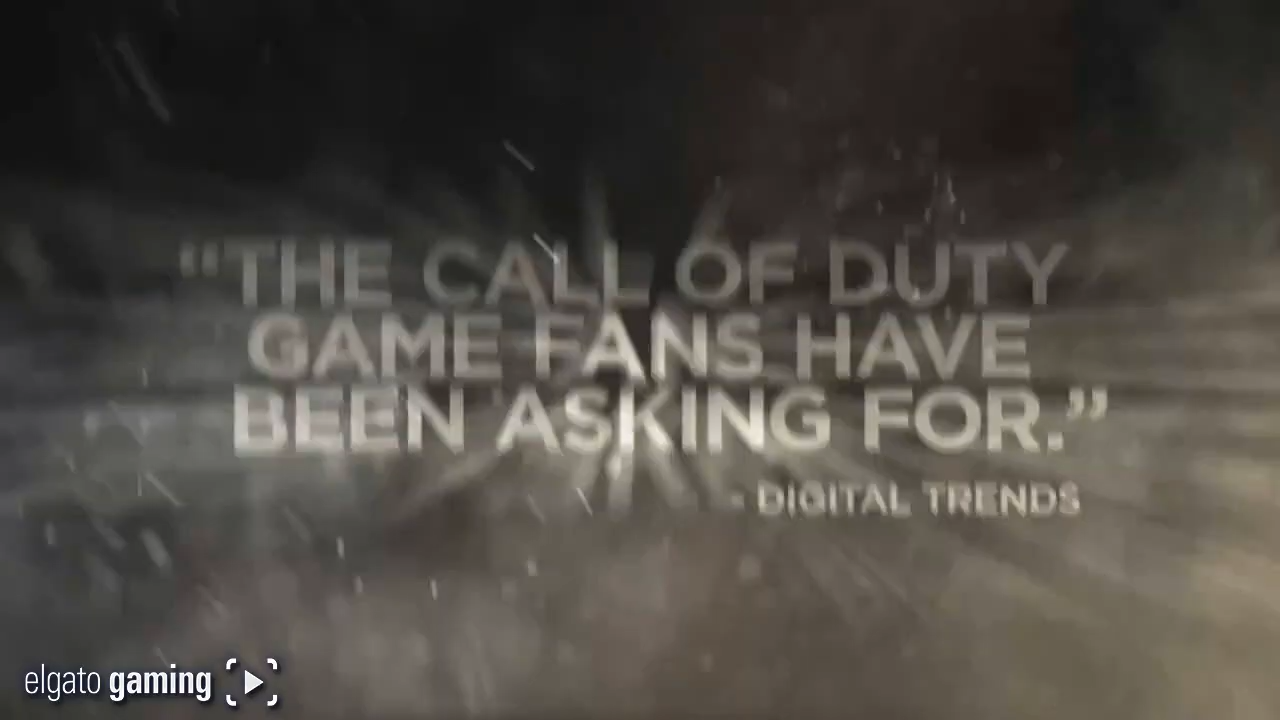 “THE CALL OF DUTY
GAME FANS HAVE
BEEN ASKING FOR.”
- DIGITAL TRENDS
elgato gaming